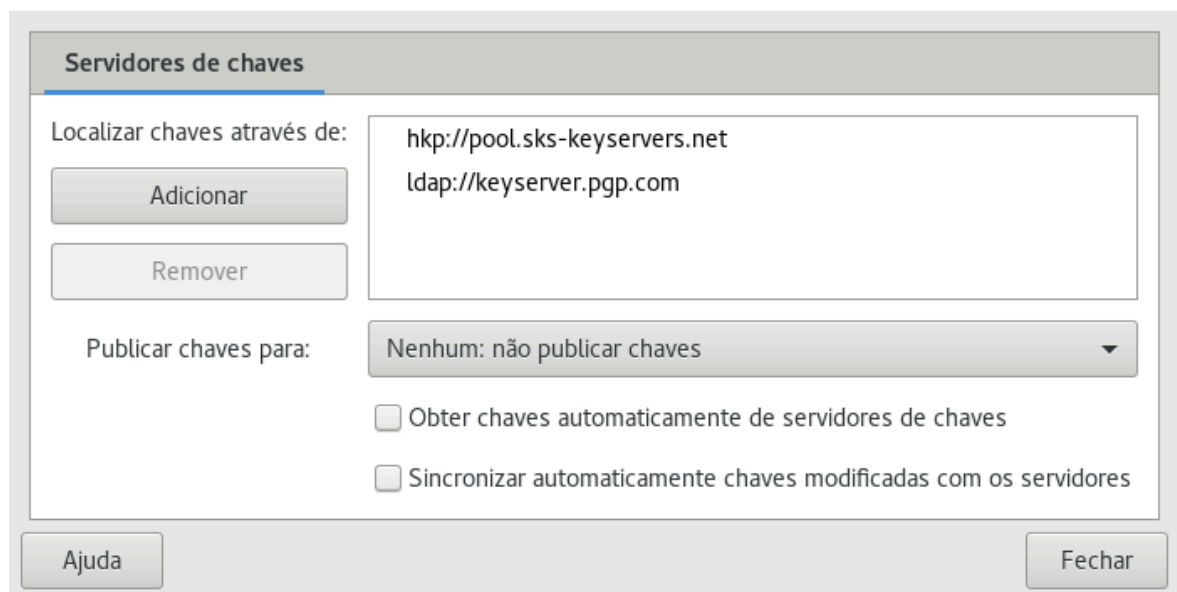 Servidores de chaves
Localizar chaves através de:
hkp://pool.sks-keyservers.net
ldap://keyserver.pgp.com
Adicionar
Remover
Publicar chaves para:
Nenhum: não publicar chaves
Obter chaves automaticamente de servidores de chaves
Sincronizar automaticamente chaves modificadas com os servidores
Ajuda
Fechar